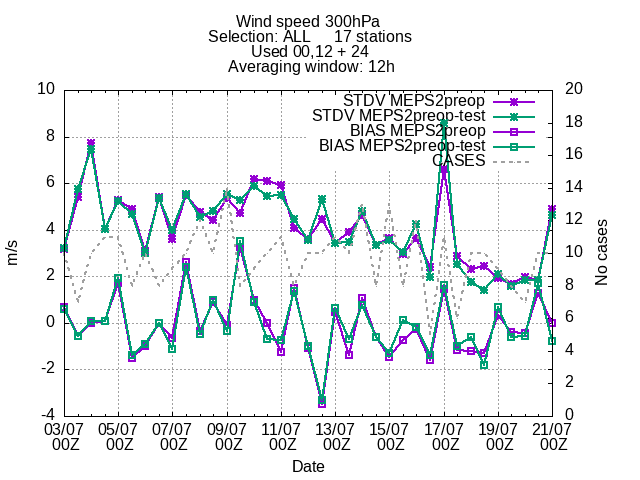 Wind speed 300hPa
Selection: ALL 17 stations
Used 00,12 + 24
Averaging window: 12h
STDV MEPS2preop
STDV MEPS2preop-test
BIAS MEPS2preop
BIAS MEPS2preop-test
CASES
10
8
6
4
2
0
-2
-4
m/s
20
18
16
14
12
10
8
6
4
2
0
No cases
03/07 05/07 07/07 09/07 11/07 13/07 15/07 17/07 19/07 21/07
00Z 00Z 00Z 00Z 00Z 00Z 00Z 00Z 00Z 00Z
Date